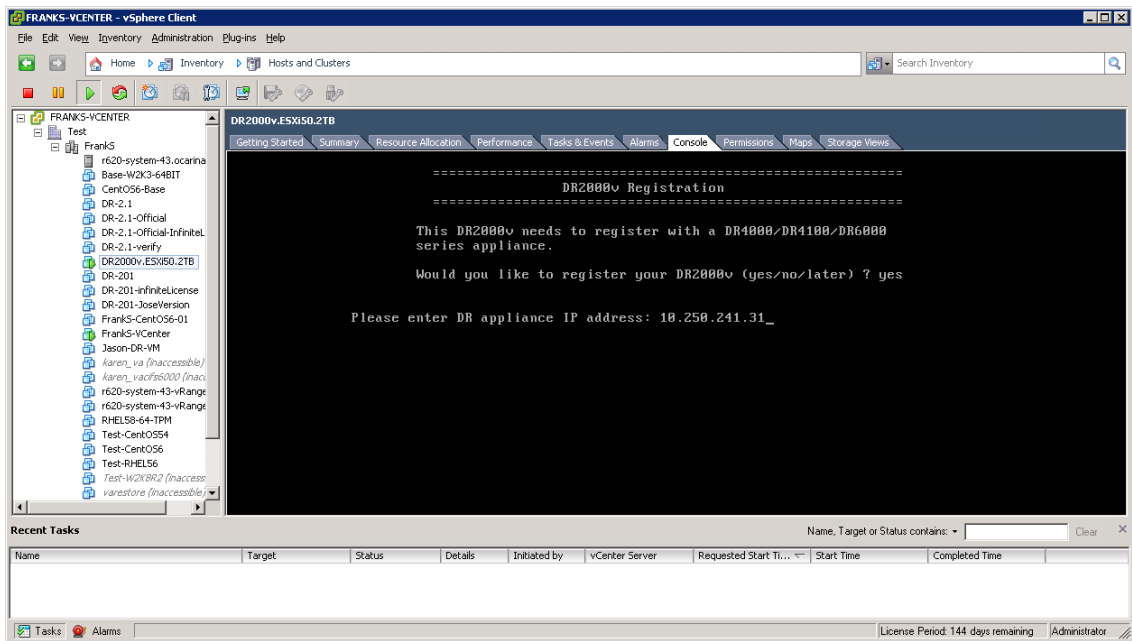 FRANKS-VCENTER - vSphere Client
File Edit View Inventory Administration Plug-ins Help
Home Inventory Hosts and Clusters Search Inventory
FRANKS-VCENTER
Test
FrankS
r620-system-43.ocarina
Base-W2K3-64BIT
CentOS6-Base
DR-2.1
DR-2.1-Official
DR-2.1-Official-InfiniteL
DR-2.1-verify
DR2000v.ESXi50.2TB
DR-201
DR-201-infiniteLicense
DR-201-JoseVersion
FrankS-CentOS6-01
FrankS-VCenter
Jason-DR-VM
karen_va (inaccessible)
karen_vacifs6000 (inacc
r620-system-43-vRange
r620-system-43-vRange
RHEL58-64-TPM
Test-CentOS54
Test-CentOS6
Test-RHEL56
Test-W2K8R2 (inaccess
varestore (inaccessible)
DR2000v.ESXi50.2TB
Getting Started Summary Resource Allocation Performance Tasks & Events Alarms Console Permissions Maps Storage Views
==========================================================
DR2000v Registration
==========================================================
This DR2000v needs to register with a DR4000/DR4100/DR6000
series appliance.
Would you like to register your DR2000v (yes/no/later) ? yes
Please enter DR appliance IP address: 10.250.241.31_
Recent Tasks Name, Target or Status contains: Clear
Name Target Status Details Initiated by vCenter Server Requested Start Ti... Start Time Completed Time
Tasks Alarms License Period: 144 days remaining Administrator